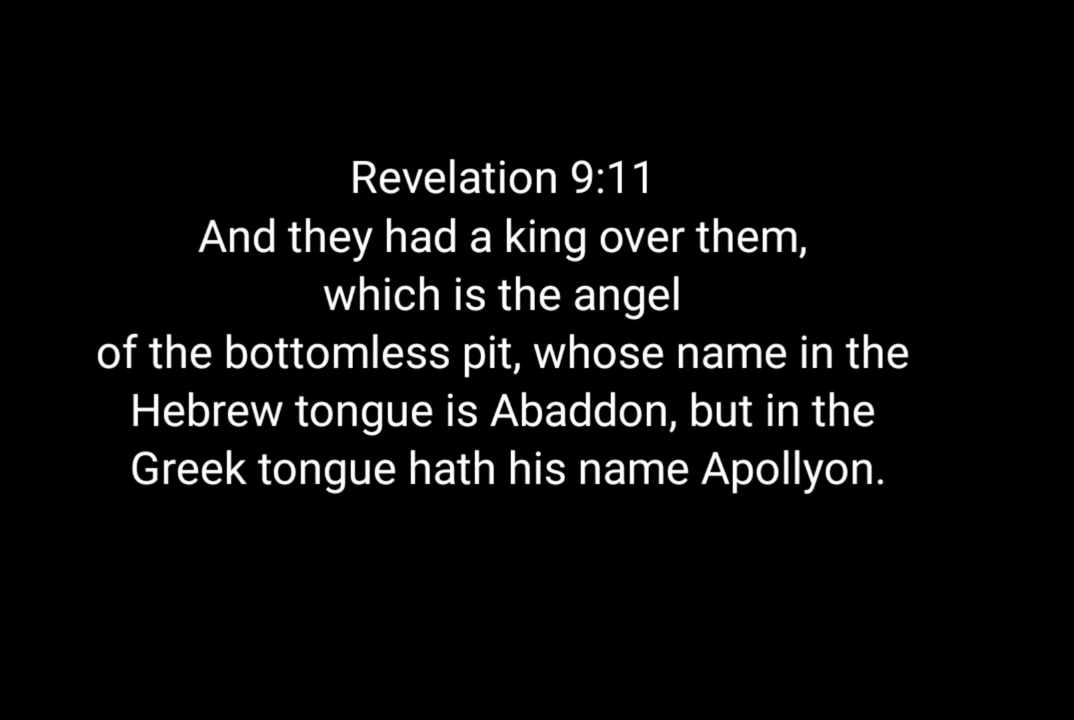 Revelation 9:11
And they had a king over them,
which is the angel
of the bottomless pit, whose name in the
Hebrew tongue is Abaddon, but in the
Greek tongue hath his name Apollyon.